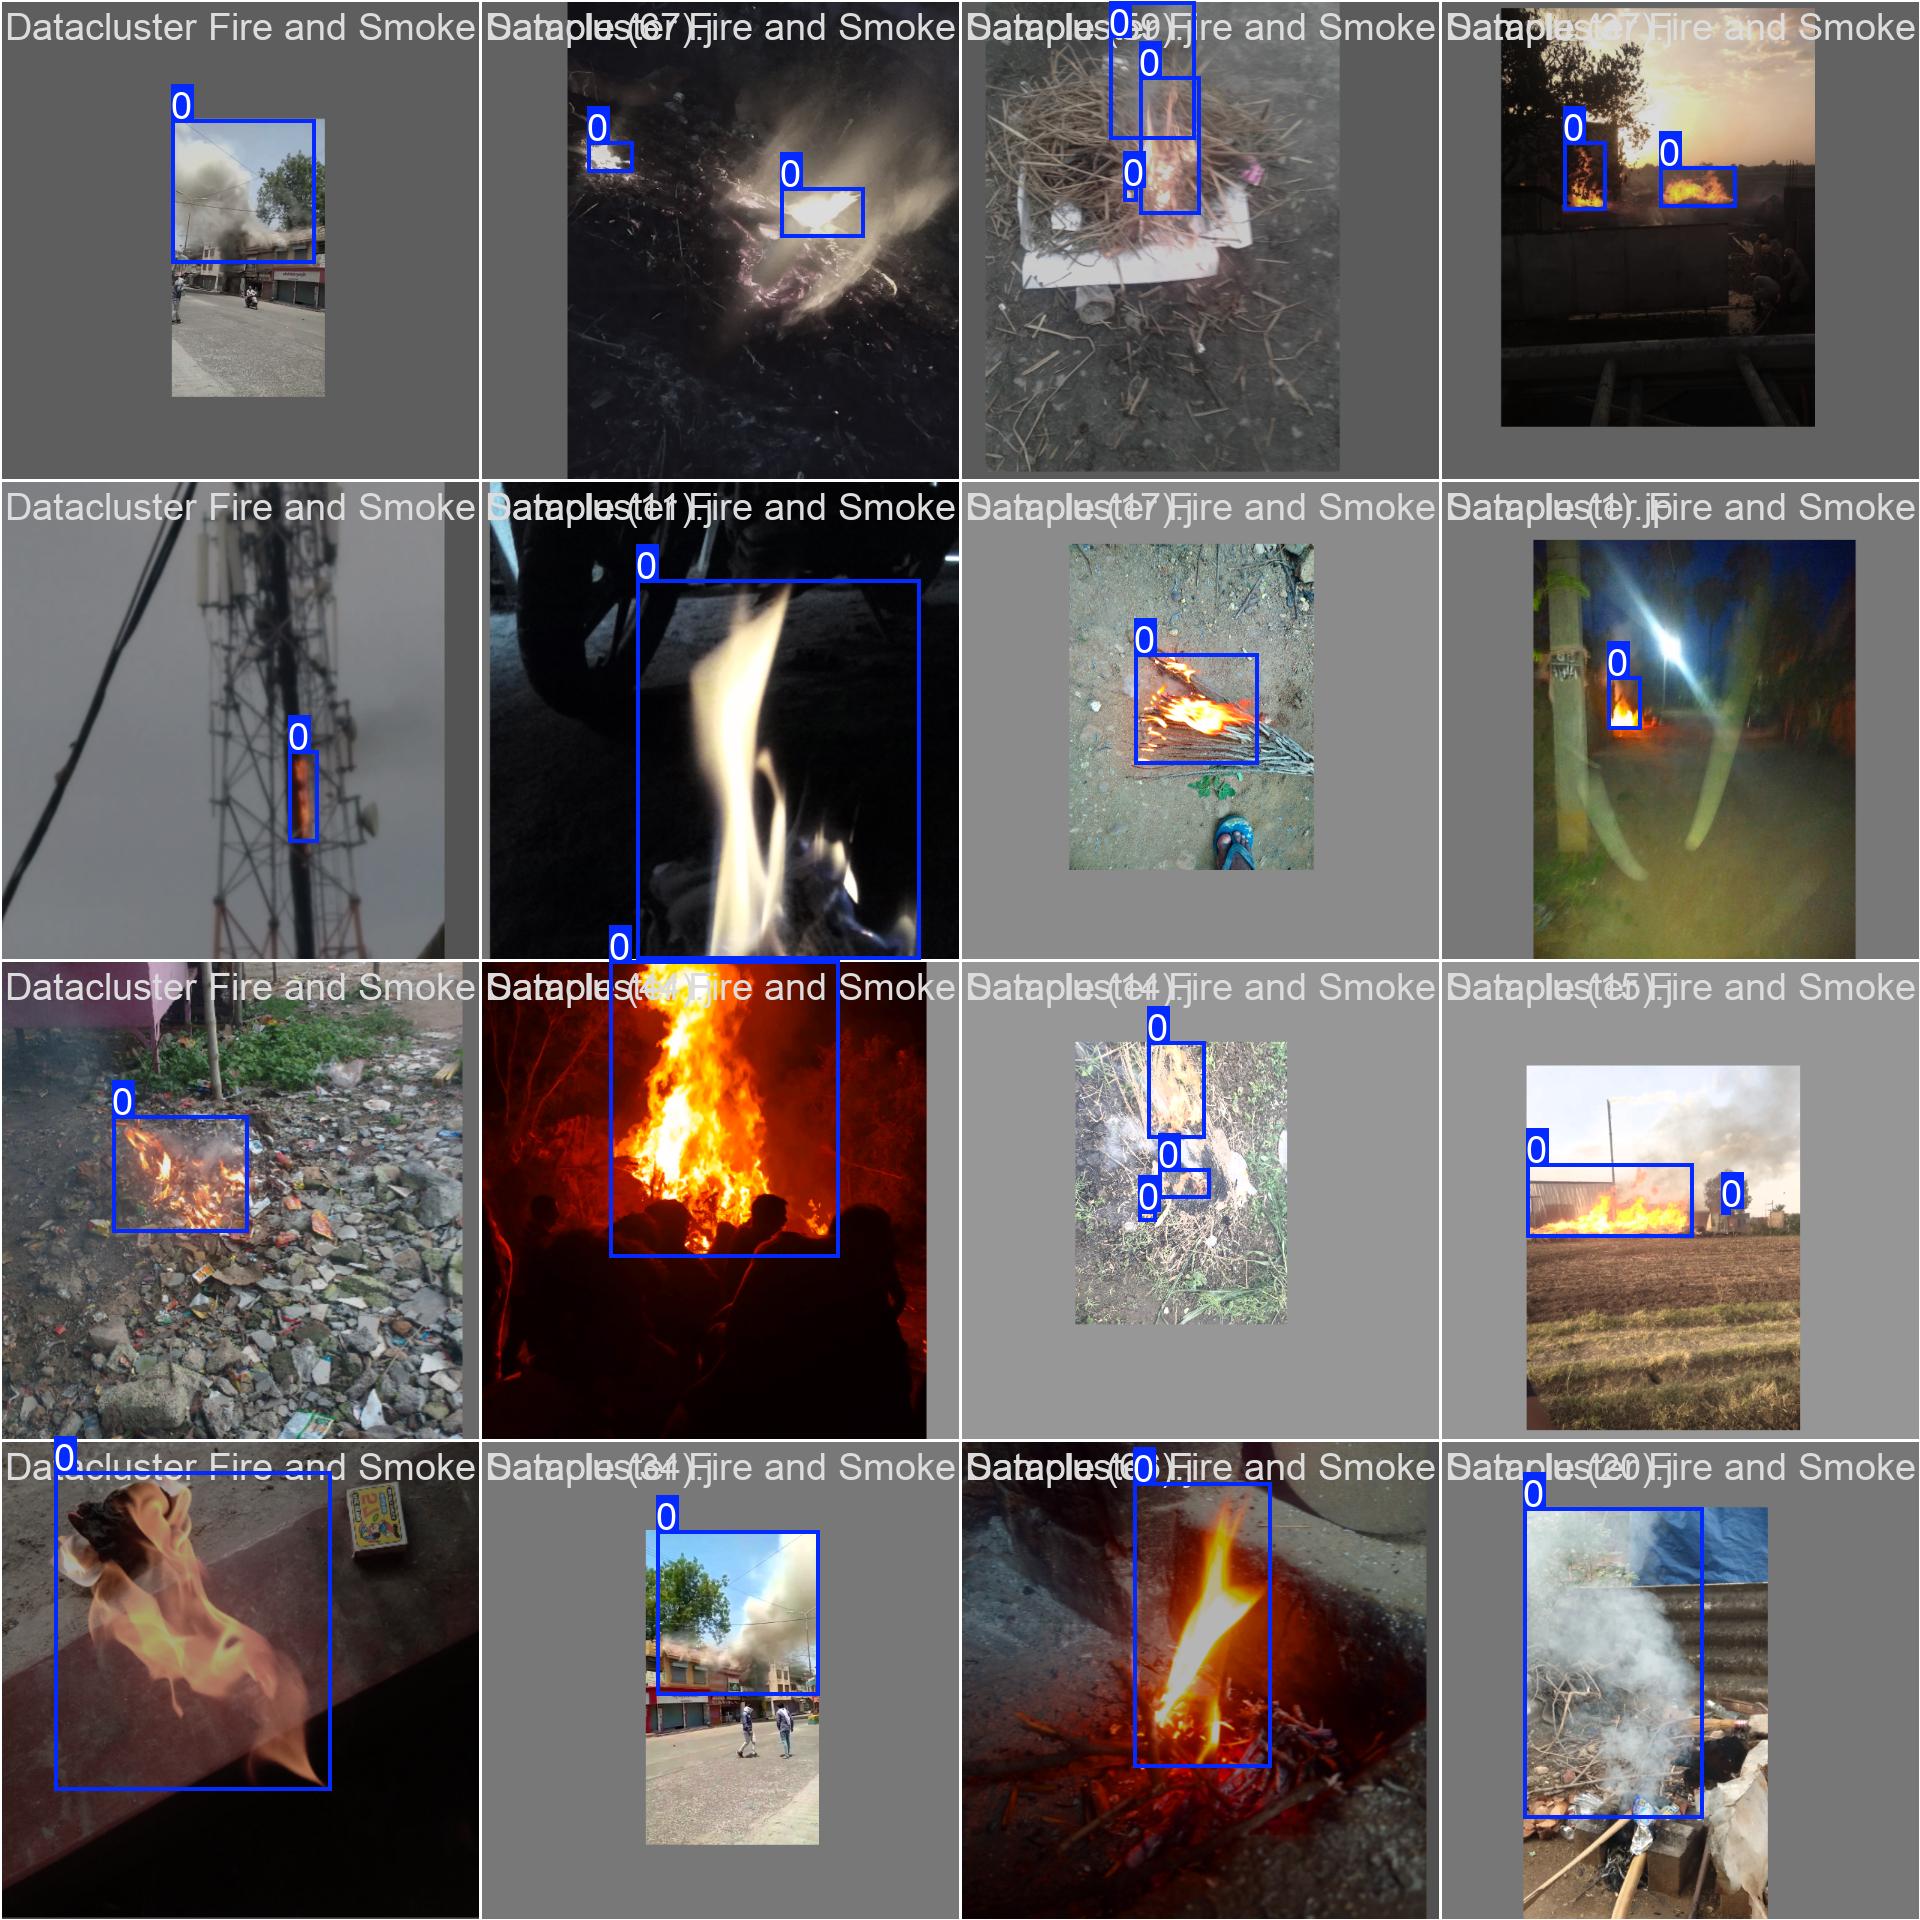 Datacluster Fire and Smoke Sample (67).j
Datacluster Fire and Smoke Sample
Datacluster Fire and Smoke Sample
Datacluster Fire and Smoke
0
0
0
0
0
0
0
0
Datacluster Fire and Smoke Sample (11).j
Datacluster Fire and Smoke Sample (17).j
Datacluster Fire and Smoke Sample (1).jp
Datacluster Fire and Smoke
0
0
0
0
Datacluster Fire and Smoke Sample (44).j
Datacluster Fire and Smoke Sample (14).j
Datacluster Fire and Smoke Sample (15).j
Datacluster Fire and Smoke
0
0
0
0
0
0
0
Datacluster Fire and Smoke Sample
Datacluster Fire and Smoke Sample
Datacluster Fire and Smoke Sample (20).j
Datacluster Fire and Smoke
0
0
0
0